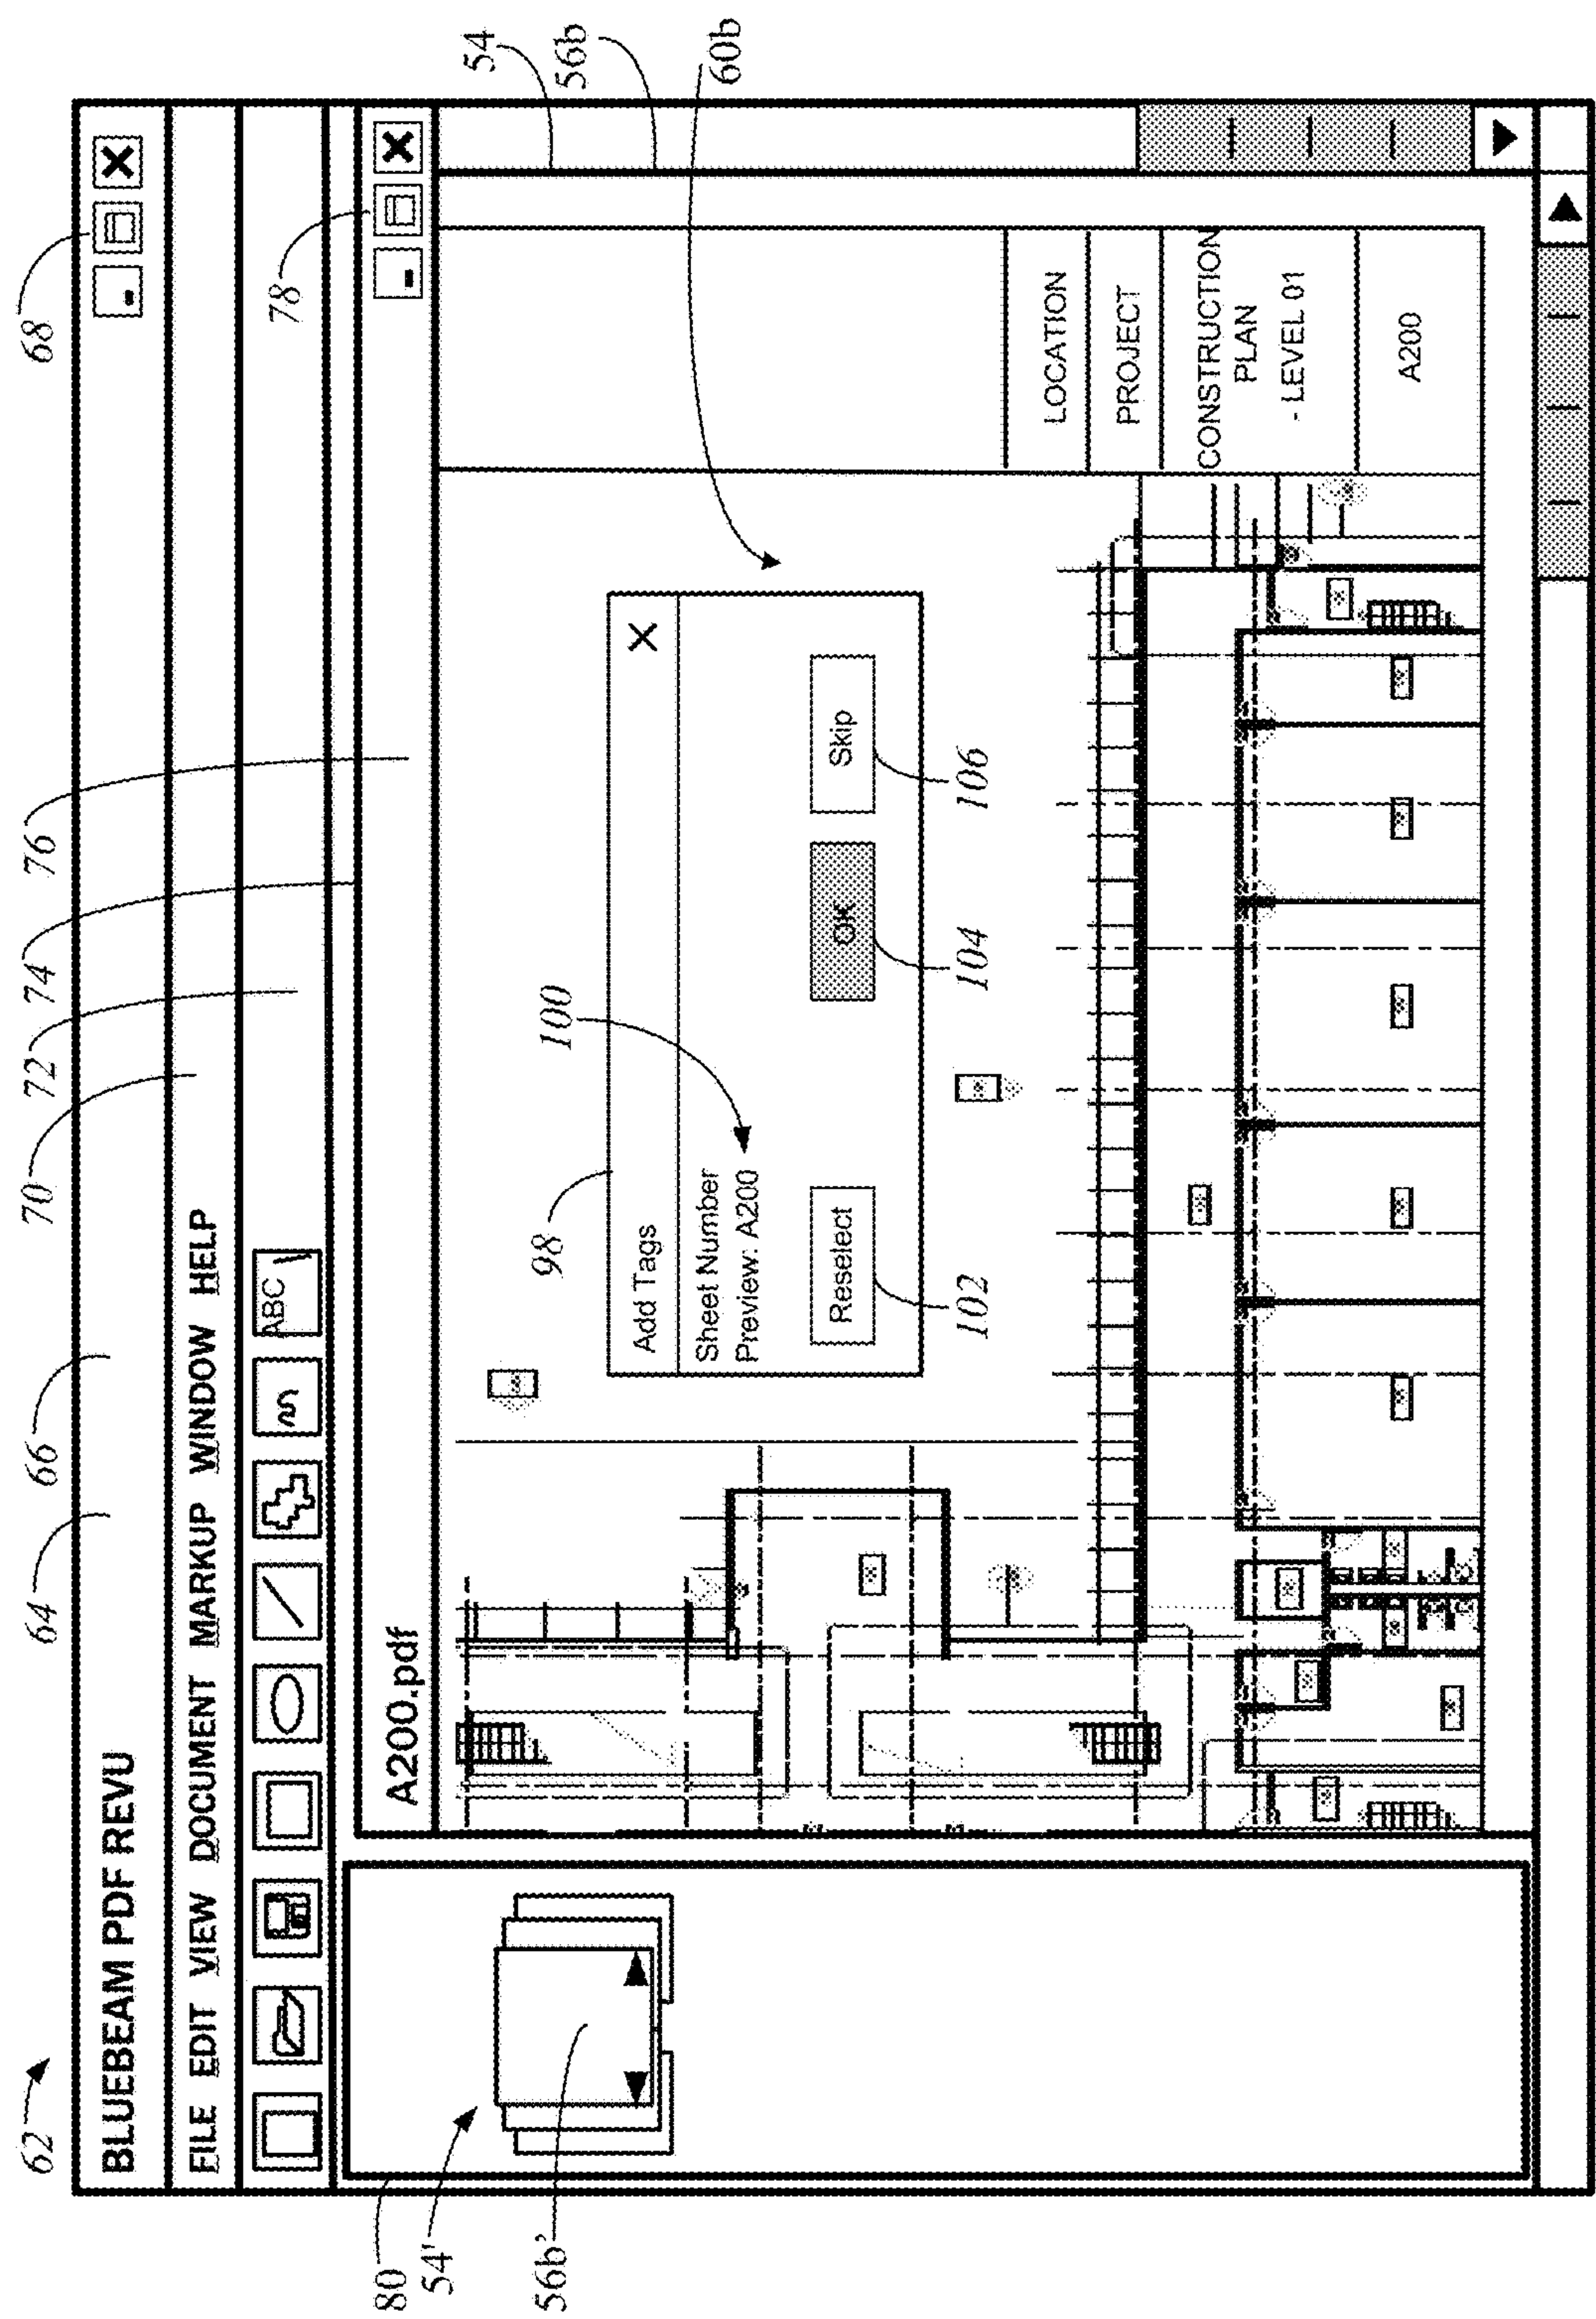 62
64
66
70
72
74
76
68
BLUEBEAM PDF REVU
FILE EDIT VIEW DOCUMENT MARKUP WINDOW HELP
ABC
78
80
54'
56b'
A200.pdf
54
56b
60b
98
Add Tags
100
Sheet Number
Preview: A200
Reselect
OK
Skip
102
104
106
LOCATION
PROJECT
CONSTRUCTION
PLAN
- LEVEL 01
A200